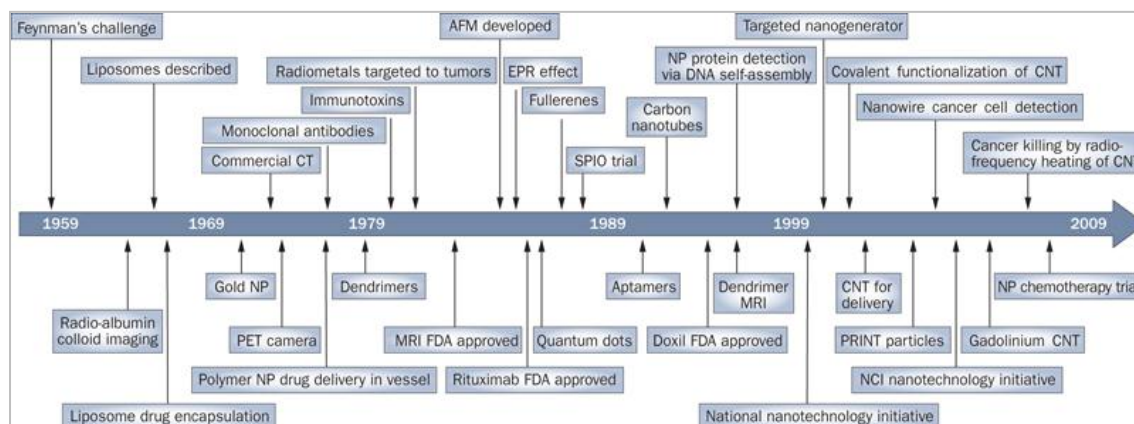 Feynman's challenge
Liposomes described
Commercial CT
Monoclonal antibodies
Immunotoxins
Radiometals targeted to tumors
AFM developed
EPR effect
Fullerenes
SPIO trial
Carbon
nanotubes
NP protein detection
via DNA self-assembly
Targeted nanogenerator
Covalent functionalization of CNT
Nanowire cancer cell detection
Cancer killing by radio-
frequency heating of CNT
1959
1969
1979
1989
1999
2009
Radio-albumin
colloid imaging
Liposome drug encapsulation
Gold NP
PET camera
Polymer NP drug delivery in vessel
Dendrimers
MRI FDA approved
Rituximab FDA approved
Quantum dots
Aptamers
Doxil FDA approved
Dendrimer
MRI
National nanotechnology initiative
CNT for
delivery
PRINT particles
NCI nanotechnology initiative
Gadolinium CNT
NP chemotherapy trial